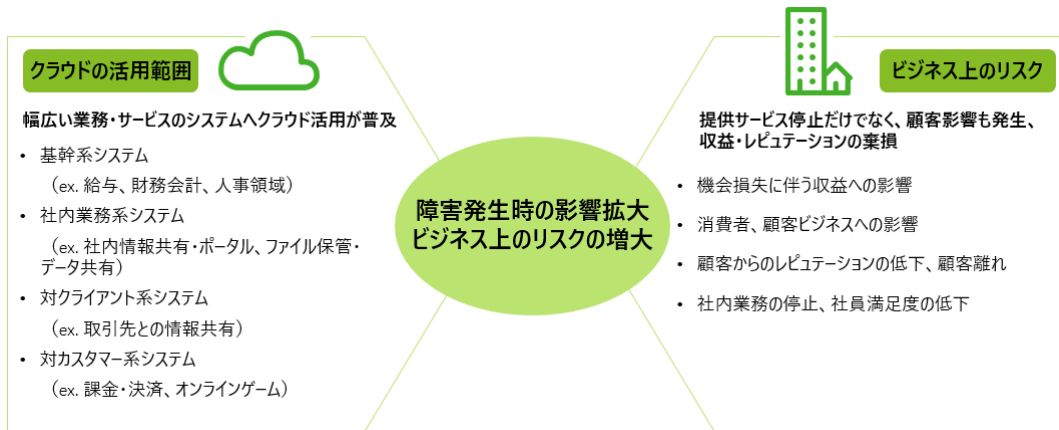 クラウドの活用範囲
幅広い業務・サービスのシステムへクラウド活用が普及
• 基幹系システム
（ex. 給与、財務会計、人事領域）
• 社内業務系システム
（ex. 社内情報共有・ポータル、ファイル保管・
データ共有）
• 対クライアント系システム
（ex. 取引先との情報共有）
• 対カスタマー系システム
（ex. 課金・決済、オンラインゲーム）
障害発生時の影響拡大
ビジネス上のリスクの増大
ビジネス上のリスク
提供サービス停止だけでなく、顧客影響も発生、
収益・レピュテーションの棄損
• 機会損失に伴う収益への影響
• 消費者、顧客ビジネスへの影響
• 顧客からのレピュテーションの低下、顧客離れ
• 社内業務の停止、社員満足度の低下